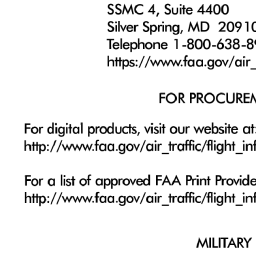 SSMC 4, Suite 4400
Silver Spring, MD 2091
Telephone 1-800-638-8
https://www.faa.gov/air_
FOR PROCUREM
For digital products, visit our website at:
http://www.faa.gov/air_traffic/flight_inf
For a list of approved FAA Print Provide
http://www.faa.gov/air_traffic/flight_inf
MILITARY